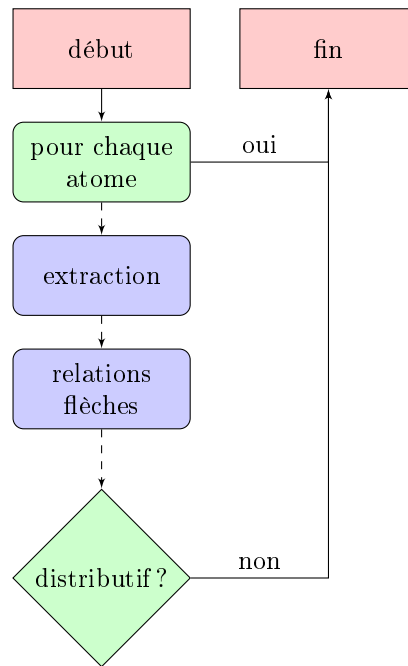 début
fin
pour chaque
atome
oui
extraction
relations
flèches
distributif ?
non